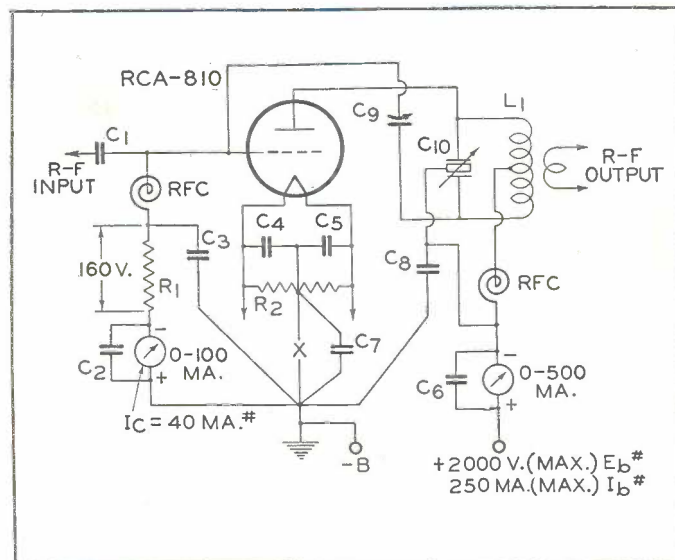 RCA-810
L1
C9
C1
C10
R-F
INPUT
R-F
OUTPUT
RFC
C4
C5
C3
C8
160 V.
R1
R2
RFC
C7
X
C2
−
0-100
MA.
+
C6
−
0-500
MA.
+
IC = 40 MA.#
-B
+2000 V.(MAX.) Eb#
250 MA.(MAX.) Ib#